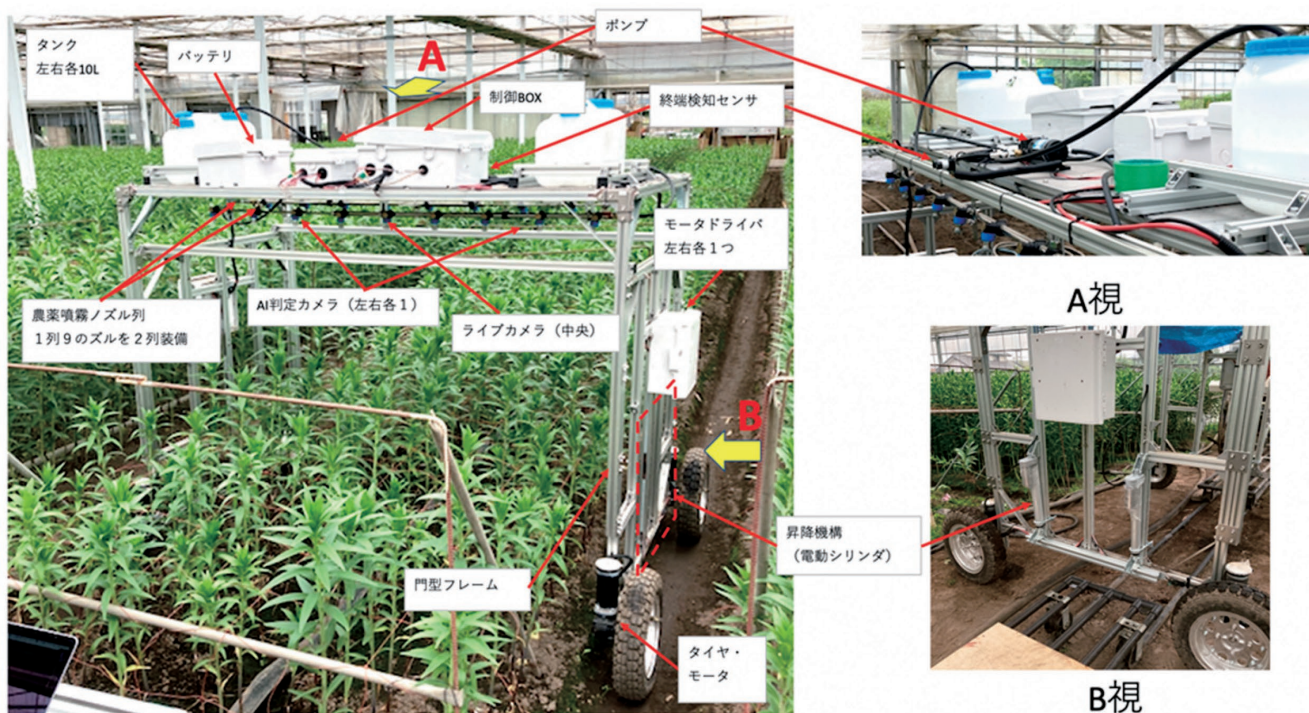 タンク
左右各10L
バッテリ
A
制御BOX
ポンプ
終端検知センサ
モータドライバ
左右各１つ
農薬噴霧ノズル列
１列９のズルを２列装備
AI判定カメラ（左右各１）
ライブカメラ（中央）
B
門型フレーム
昇降機構
（電動シリンダ）
タイヤ・
モータ
A視
B視